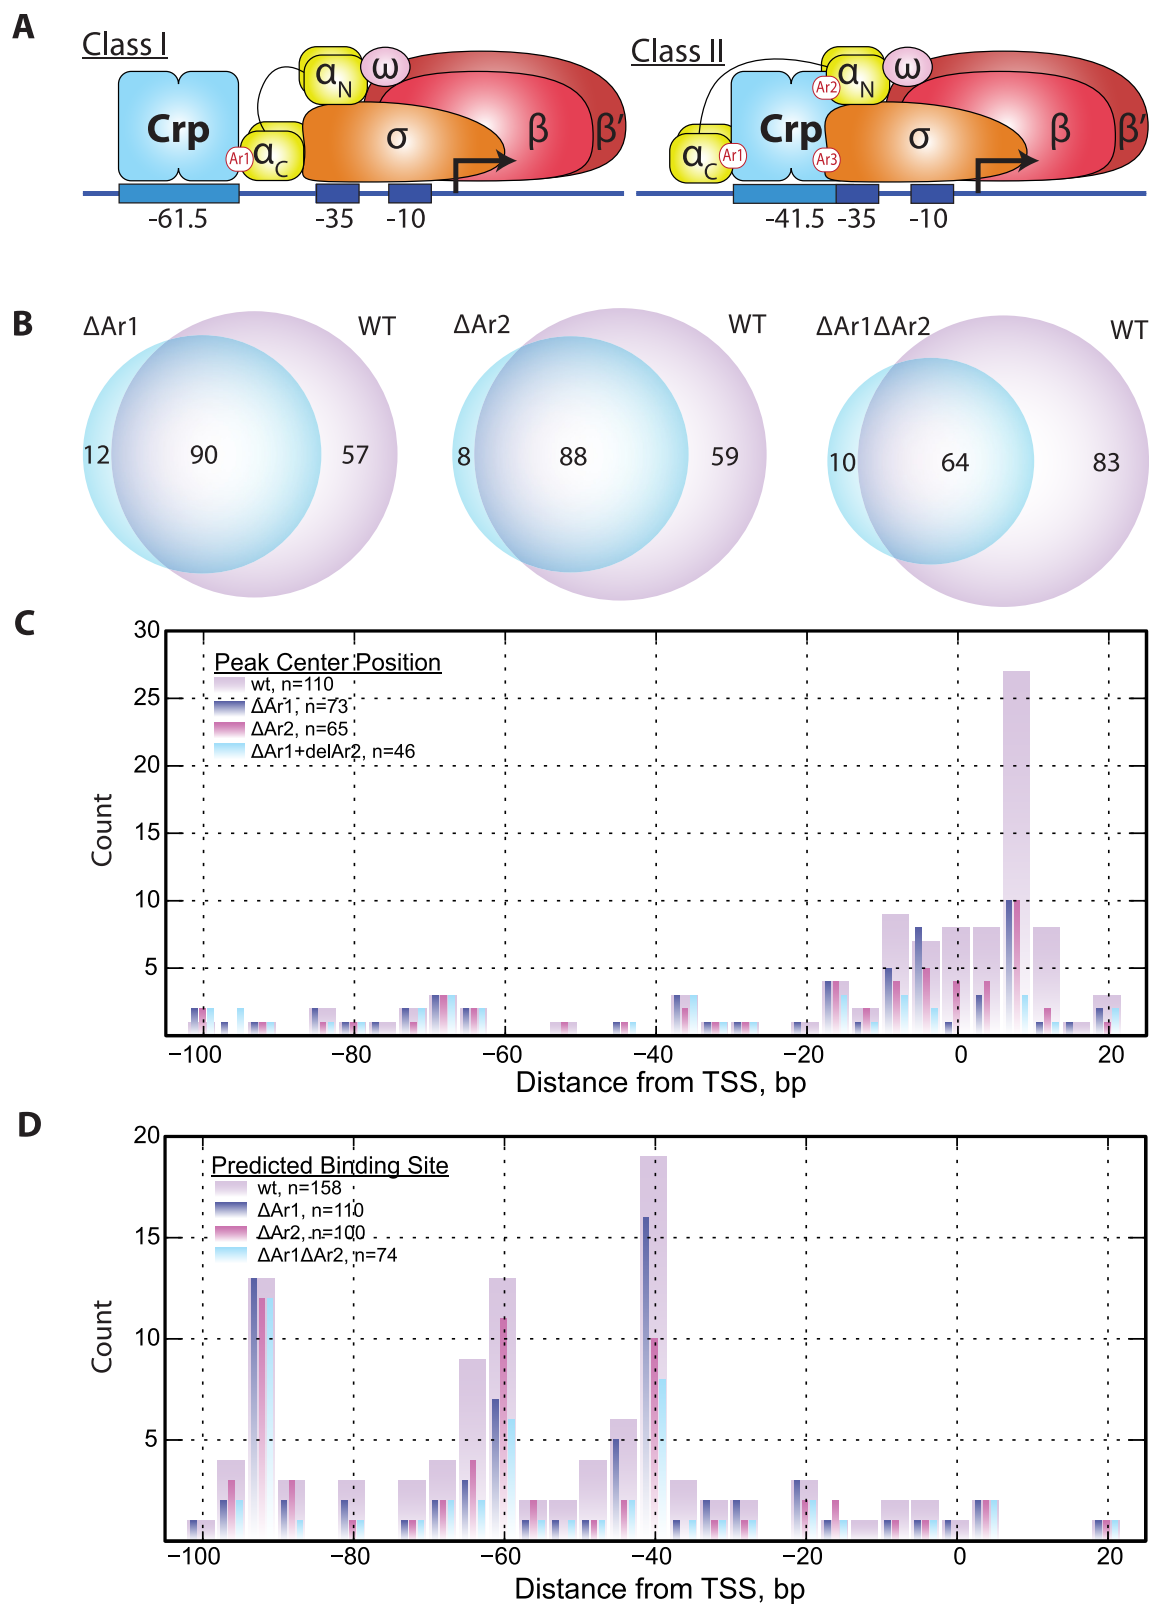 A
Class I
Crp
Ar1
αC
αN
ω
σ
β
β’
-61.5
-35
-10
Class II
αC
Ar1
Crp
Ar2
Ar3
αN
ω
σ
β
β’
-41.5
-35
-10
B
ΔAr1
WT
12
90
57
ΔAr2
WT
8
88
59
ΔAr1ΔAr2
WT
10
64
83
C
Peak Center Position
wt, n=110
ΔAr1, n=73
ΔAr2, n=65
ΔAr1+delAr2, n=46
30
25
20
15
10
5
Count
−100
−80
−60
−40
−20
0
20
Distance from TSS, bp
D
Predicted Binding Site
wt, n=158
ΔAr1, n=110
ΔAr2, n=100
ΔAr1ΔAr2, n=74
20
15
10
5
Count
−100
−80
−60
−40
−20
0
20
Distance from TSS, bp